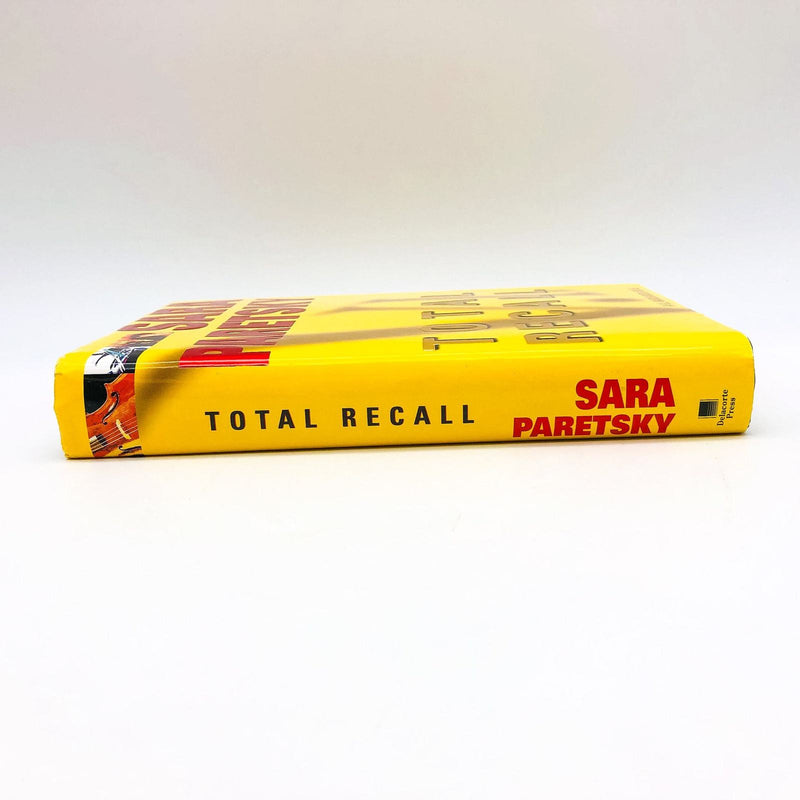 SARA
PARETSKY
TOTAL
RECALL
TOTAL RECALL
SARA
PARETSKY
Delacorte
Press